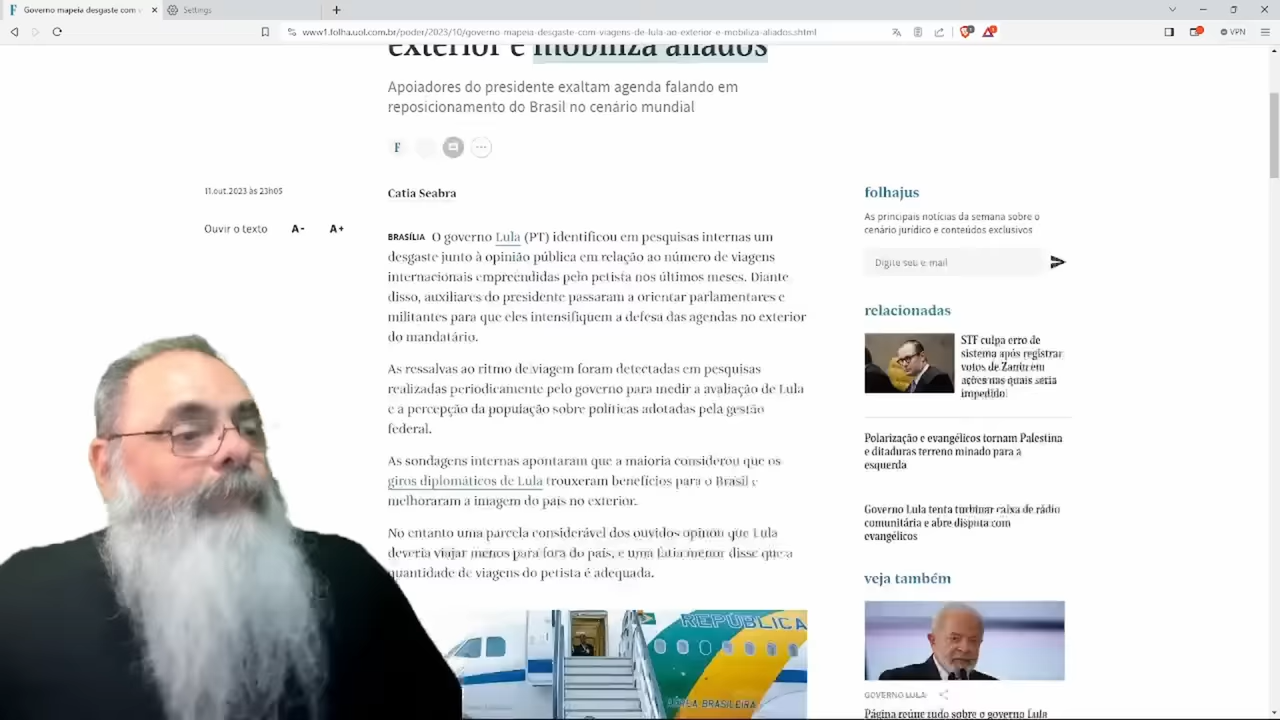 Governo mapeia desgaste com v
Settings
www1.folha.uol.com.br/poder/2023/10/governo-mapeia-desgaste-com-viagens-de-lula-ao-exterior-e-mobiliza-aliados.shtml
VPN
exterior e mobiliza aliados
Apoiadores do presidente exaltam agenda falando em
reposicionamento do Brasil no cenário mundial
F
11.out.2023 às 23h05
Ouvir o texto A- A+
Catia Seabra
BRASÍLIA O governo Lula (PT) identificou em pesquisas internas um
desgaste junto à opinião pública em relação ao número de viagens
internacionais empreendidas pelo petista nos últimos meses. Diante
disso, auxiliares do presidente passaram a orientar parlamentares e
militantes para que eles intensifiquem a defesa das agendas no exterior
do mandatário.
As ressalvas ao ritmo de viagem foram detectadas em pesquisas
realizadas periodicamente pelo governo para medir a avaliação de Lula
e a percepção da população sobre políticas adotadas pela gestão
federal.
As sondagens internas apontaram que a maioria considerou que os
giros diplomáticos de Lula trouxeram benefícios para o Brasil e
melhoraram a imagem do país no exterior.
No entanto uma parcela considerável dos ouvidos opinou que Lula
deveria viajar menos para fora do país, e uma fatia menor disse que a
quantidade de viagens do petista é adequada.
REPÚBLICA
FORÇA AÉREA BRASILEIRA
folhajus
As principais notícias da semana sobre o
cenário jurídico e conteúdos exclusivos
Digite seu e-mail
relacionadas
STF culpa erro de
sistema após registrar
votos de Zanin em
ações nas quais seria
impedido
Polarização e evangélicos tornam Palestina
e ditaduras terreno minado para a
esquerda
Governo Lula tenta turbinar caixa de rádio
comunitária e abre disputa com
evangélicos
veja também
GOVERNO LULA
Página reúne tudo sobre o governo Lula